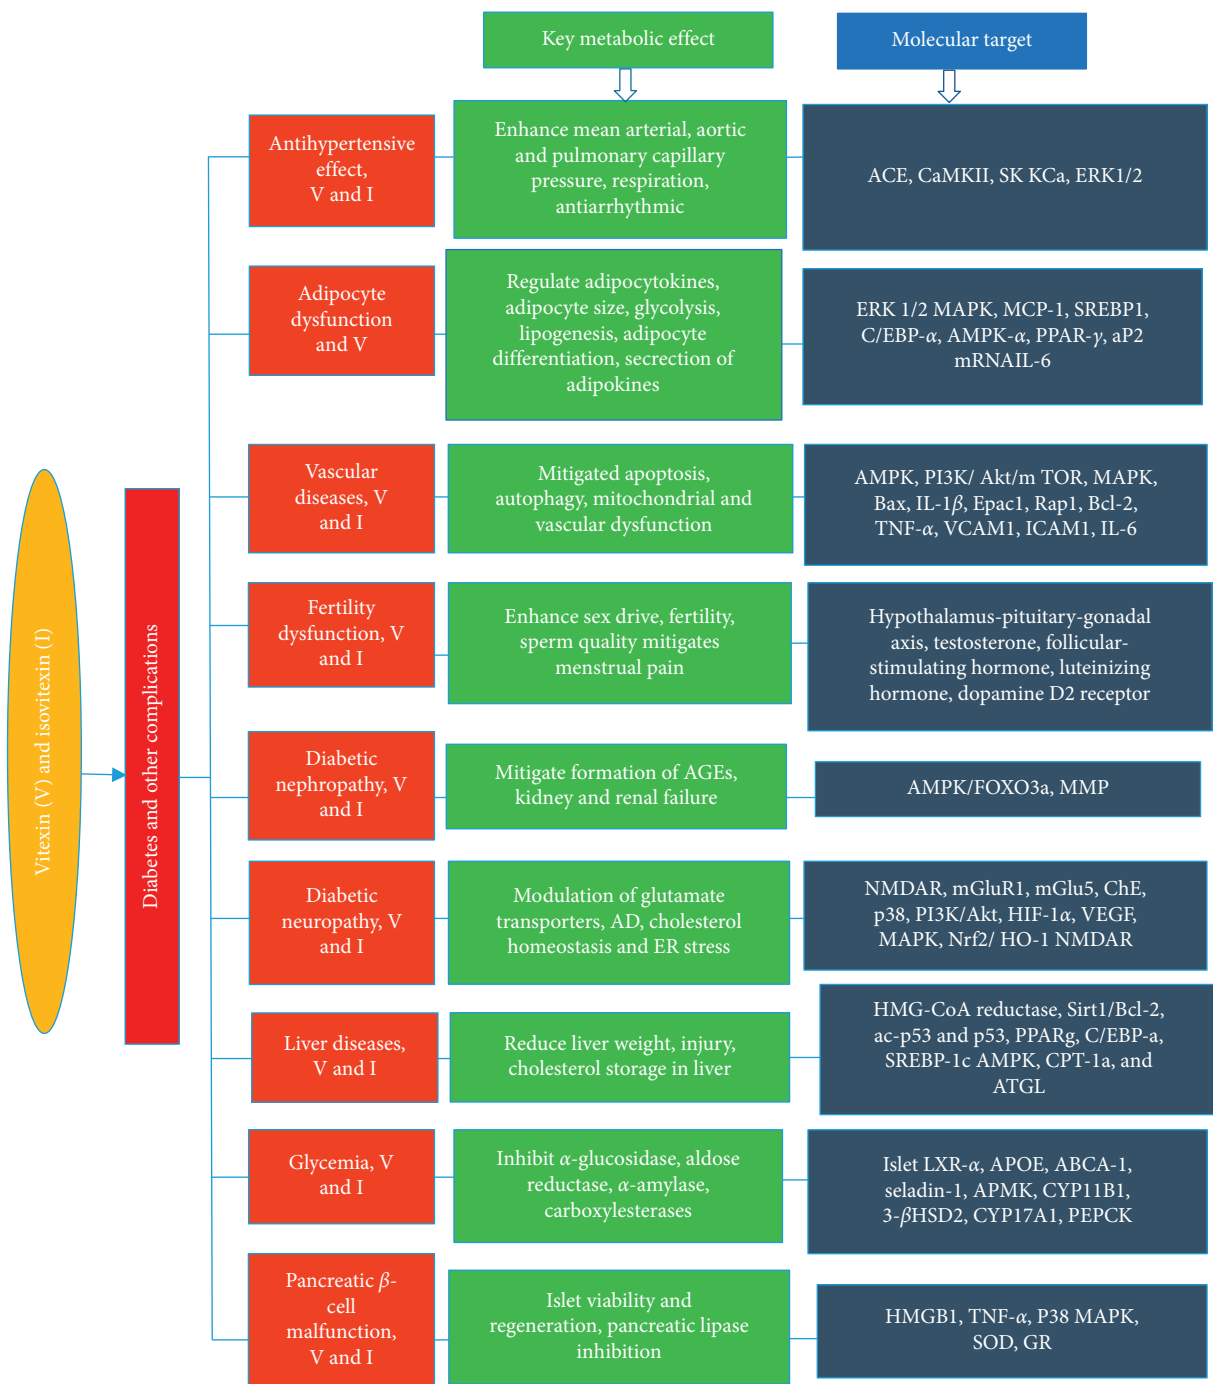 Key metabolic effect
Molecular target
Vitexin (V) and isovitexin (I)
Diabetes and other complications
Antihypertensive
effect,
V and I
Enhance mean arterial, aortic
and pulmonary capillary
pressure, respiration,
antiarrhythmic
ACE, CaMKII, SK KCa, ERK1/2
Adipocyte
dysfunction
and V
Regulate adipocytokines,
adipocyte size, glycolysis,
lipogenesis, adipocyte
differentiation, secrection of
adipokines
ERK 1/2 MAPK, MCP-1, SREBP1,
C/EBP-α, AMPK-α, PPAR-γ, aP2
mRNAIL-6
Vascular
diseases, V
and I
Mitigated apoptosis,
autophagy, mitochondrial and
vascular dysfunction
AMPK, PI3K/ Akt/m TOR, MAPK,
Bax, IL-1β, Epac1, Rap1, Bcl-2,
TNF-α, VCAM1, ICAM1, IL-6
Fertility
dysfunction, V
and I
Enhance sex drive, fertility,
sperm quality mitigates
menstrual pain
Hypothalamus-pituitary-gonadal
axis, testosterone, follicular-
stimulating hormone, luteinizing
hormone, dopamine D2 receptor
Diabetic
nephropathy, V
and I
Mitigate formation of AGEs,
kidney and renal failure
AMPK/FOXO3a, MMP
Diabetic
neuropathy, V
and I
Modulation of glutamate
transporters, AD, cholesterol
homeostasis and ER stress
NMDAR, mGluR1, mGlu5, ChE,
p38, PI3K/Akt, HIF-1α, VEGF,
MAPK, Nrf2/ HO-1 NMDAR
Liver diseases,
V and I
Reduce liver weight, injury,
cholesterol storage in liver
HMG-CoA reductase, Sirt1/Bcl-2,
ac-p53 and p53, PPARg, C/EBP-a,
SREBP-1c AMPK, CPT-1a, and
ATGL
Glycemia, V
and I
Inhibit α-glucosidase, aldose
reductase, α-amylase,
carboxylesterases
Islet LXR-α, APOE, ABCA-1,
seladin-1, APMK, CYP11B1,
3-βHSD2, CYP17A1, PEPCK
Pancreatic β-
cell
malfunction,
V and I
Islet viability and
regeneration, pancreatic lipase
inhibition
HMGB1, TNF-α, P38 MAPK,
SOD, GR